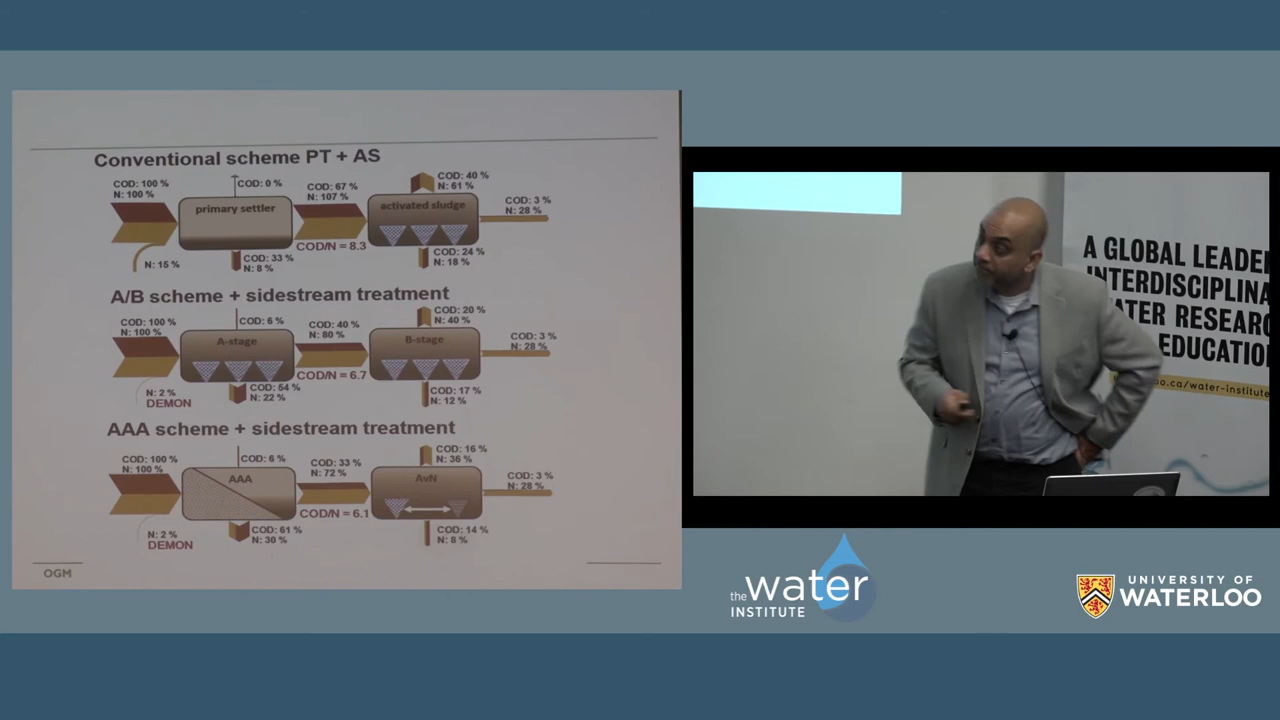 Conventional scheme PT + AS
COD: 100 %
N: 100 %
COD: 0 %
COD: 67 %
N: 107 %
COD: 40 %
N: 61 %
COD: 3 %
N: 28 %
primary settler
activated sludge
COD/N = 8.3
N: 15 %
COD: 33 %
N: 8 %
COD: 24 %
N: 18 %
A/B scheme + sidestream treatment
COD: 100 %
N: 100 %
COD: 6 %
COD: 40 %
N: 80 %
COD: 20 %
N: 40 %
COD: 3 %
N: 28 %
A-stage
B-stage
COD/N = 6.7
N: 2 %
DEMON
COD: 54 %
N: 22 %
COD: 17 %
N: 12 %
AAA scheme + sidestream treatment
COD: 100 %
N: 100 %
COD: 6 %
COD: 33 %
N: 72 %
COD: 16 %
N: 36 %
COD: 3 %
N: 28 %
AAA
AvN
COD/N = 6.1
N: 2 %
DEMON
COD: 61 %
N: 30 %
COD: 14 %
N: 8 %
OGM
A GLOBAL LEADE
INTERDISCIPLINA
ATER RESEARC
EDUCATIO
oo.ca/water-institute
the water
INSTITUTE
UNIVERSITY OF
WATERLOO